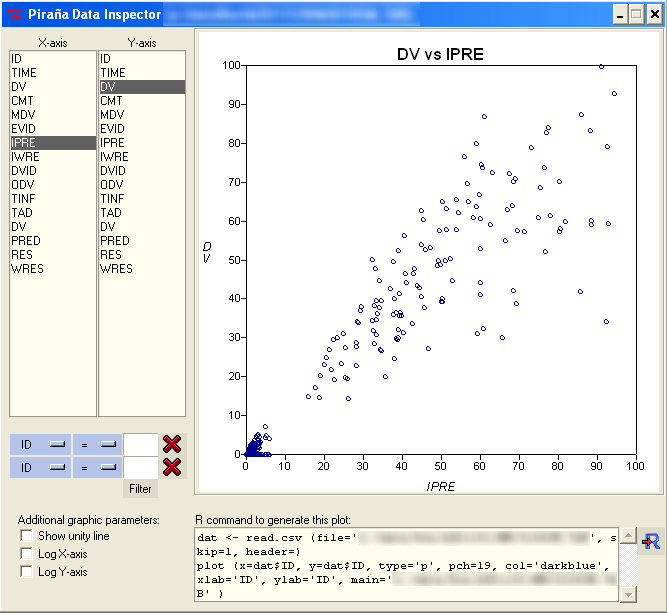 Piraña Data Inspector
X-axis Y-axis
ID ID
TIME TIME
DV DV
CMT CMT
MDV MDV
EVID EVID
IPRE IPRE
IWRE IWRE
DVID DVID
ODV ODV
TINF TINF
TAD TAD
DV DV
PRED PRED
RES RES
WRES WRES
DV vs IPRE
100
90
80
70
60
50
40
30
20
10
0
DV
0 10 20 30 40 50 60 70 80 90 100
IPRE
ID =
ID =
Filter
Additional graphic parameters:
Show unity line
Log X-axis
Log Y-axis
R command to generate this plot:
dat <- read.csv (file=' ', s
kip=1, header=)
plot (x=dat$ID, y=dat$ID, type='p', pch=19, col='darkblue',
xlab='ID', ylab='ID', main='
B' )
R